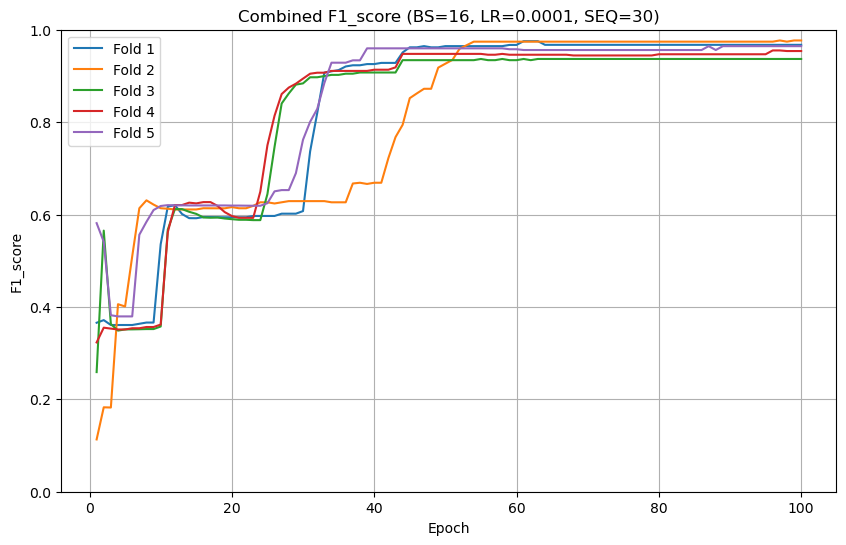 Combined F1_score (BS=16, LR=0.0001, SEQ=30)
Fold 1
Fold 2
Fold 3
Fold 4
Fold 5
F1_score
1.0
0.8
0.6
0.4
0.2
0.0
0
20
40
60
80
100
Epoch